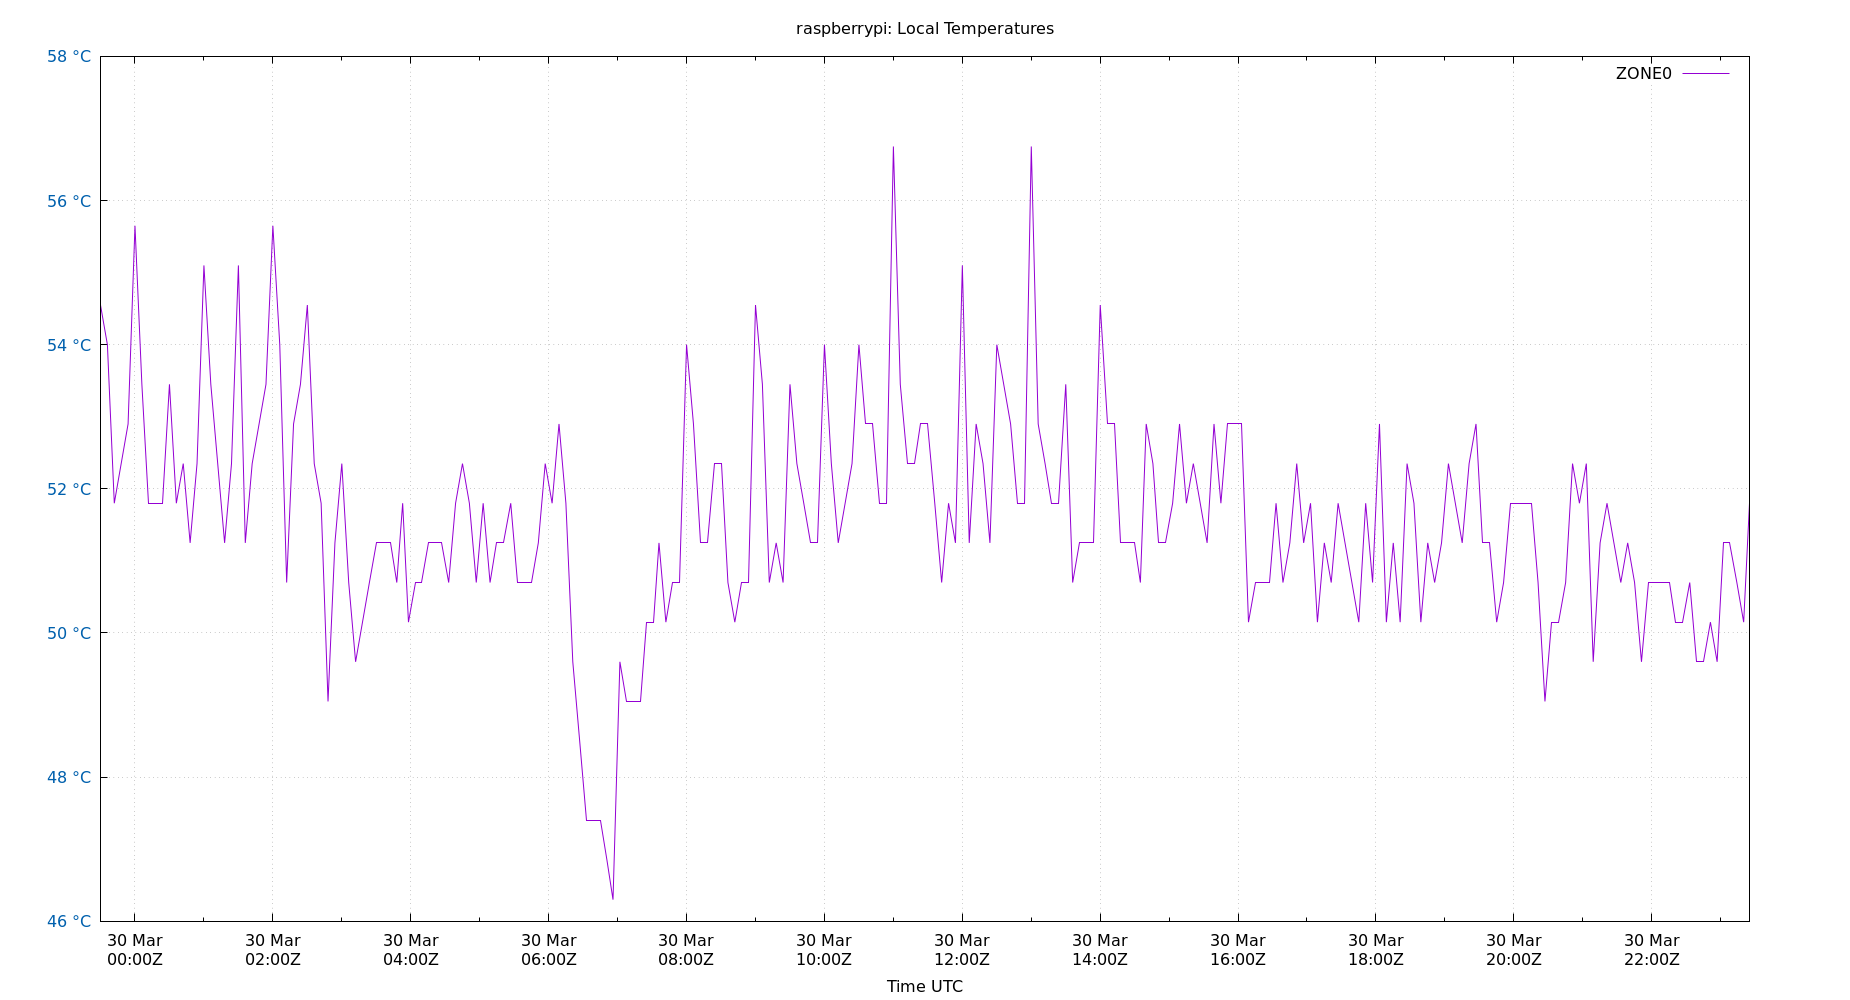 raspberrypi: Local Temperatures
58 °C
ZONE0
56 °C
54 °C
52 °C
50 °C
48 °C
46 °C
30 Mar 30 Mar 30 Mar 30 Mar 30 Mar 30 Mar 30 Mar 30 Mar 30 Mar 30 Mar 30 Mar 30 Mar
00:00Z 02:00Z 04:00Z 06:00Z 08:00Z 10:00Z 12:00Z 14:00Z 16:00Z 18:00Z 20:00Z 22:00Z
Time UTC